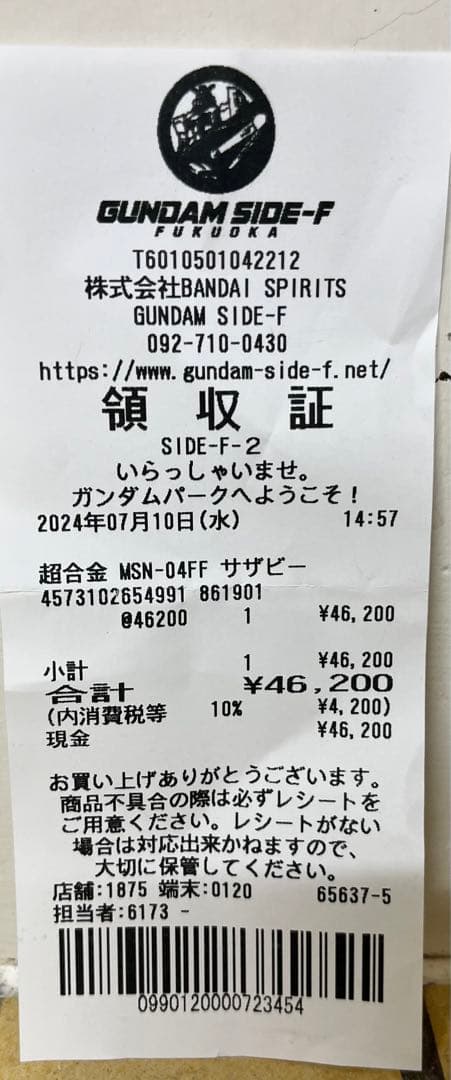 GUNDAM SIDE-F
FUKUOKA
T6010501042212
株式会社BANDAI SPIRITS
GUNDAM SIDE-F
092-710-0430
https://www.gundam-side-f.net/
領 収 証
SIDE-F-2
いらっしゃいませ。
ガンダムパークへようこそ！
2024年07月10日(水) 14:57
超合金 MSN-04FF サザビー
4573102654991 861901
@46200 1 ¥46,200
小計 1 ¥46,200
合計 ¥46,200
(内消費税等 10% ¥4,200)
現金 ¥46,200
お買い上げありがとうございます。
商品不具合の際は必ずレシートを
ご用意ください。レシートがない
場合は対応出来かねますので、
大切に保管してください。
店舗:1875 端末:0120 65637-5
担当者:6173 -
0990120000723454